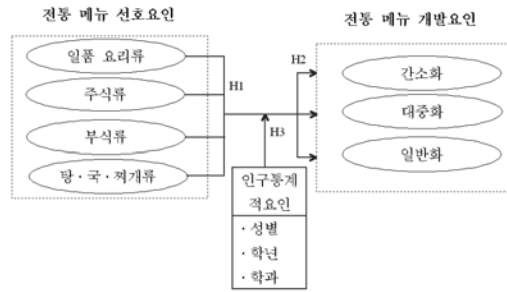 전통 메뉴 선호요인
전통 메뉴 개발요인
일품 요리류
주식류
부식류
탕·국·찌개류
H1
H2
H3
간소화
대중화
일반화
인구통계
적요인
·성별
·학년
·학과